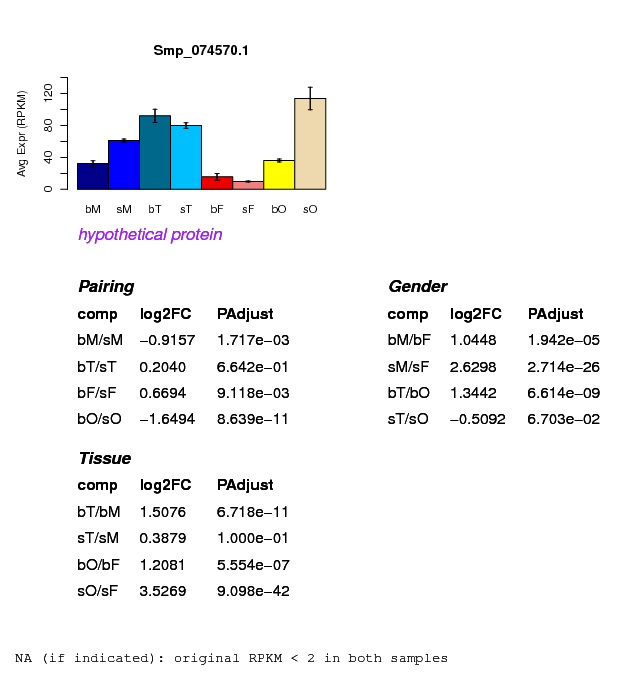 Smp_074570.1
Avg Expr (RPKM)
0 40 80 120
bM sM bT sT bF sF bO sO
hypothetical protein
Pairing
comp log2FC PAdjust
bM/sM −0.9157 1.717e−03
bT/sT 0.2040 6.642e−01
bF/sF 0.6694 9.118e−03
bO/sO −1.6494 8.639e−11
Gender
comp log2FC PAdjust
bM/bF 1.0448 1.942e−05
sM/sF 2.6298 2.714e−26
bT/bO 1.3442 6.614e−09
sT/sO −0.5092 6.703e−02
Tissue
comp log2FC PAdjust
bT/bM 1.5076 6.718e−11
sT/sM 0.3879 1.000e−01
bO/bF 1.2081 5.554e−07
sO/sF 3.5269 9.098e−42
NA (if indicated): original RPKM < 2 in both samples